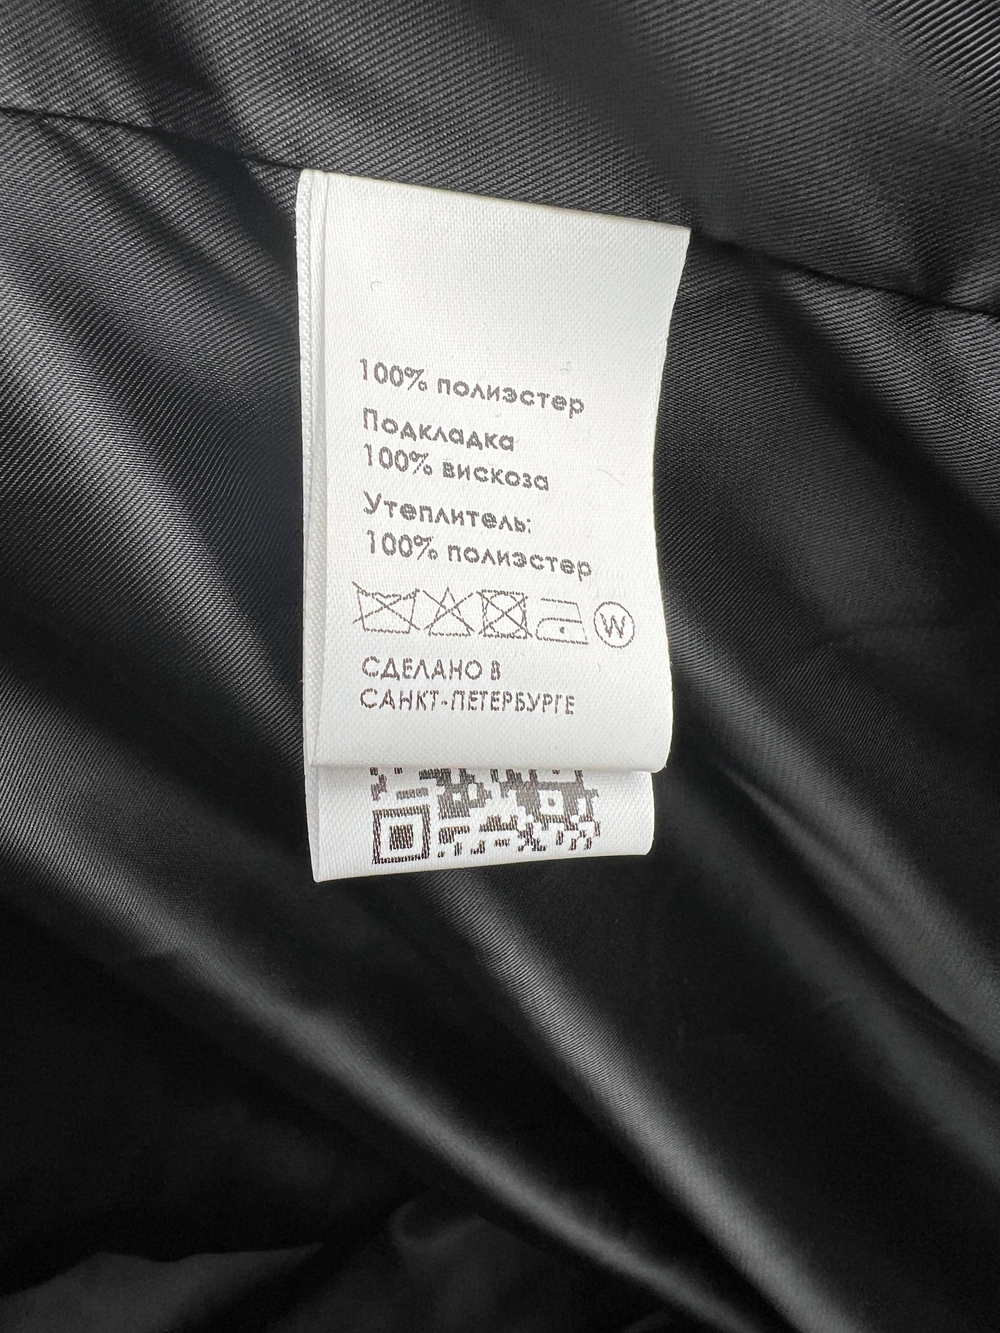 100% полиэстер
Подкладка
100% вискоза
Утеплитель:
100% полиэстер
W
СДЕЛАНО В
САНКТ-ПЕТЕРБУРГЕ